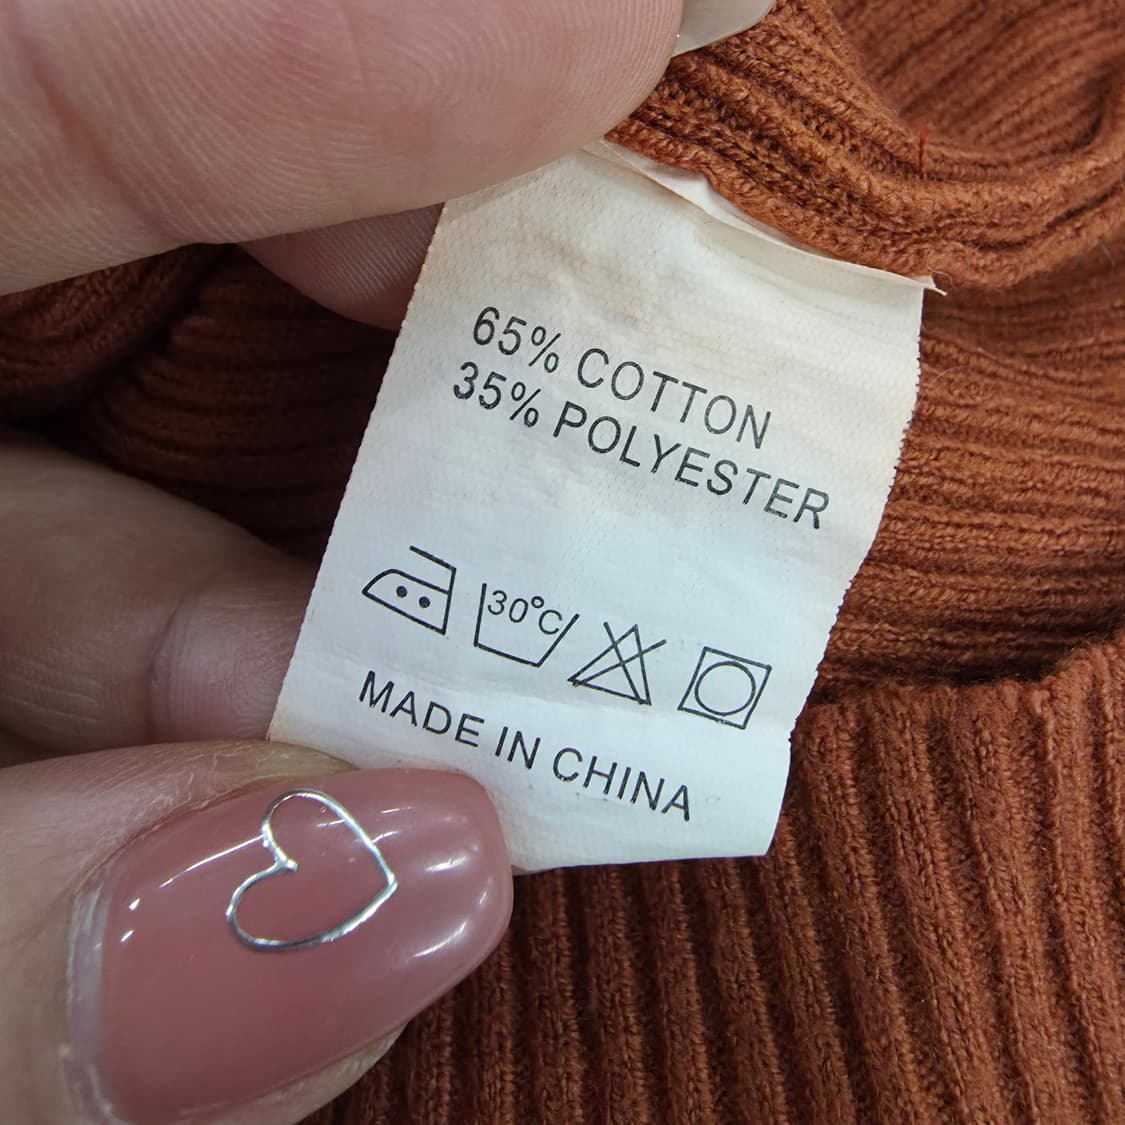 65% COTTON
35% POLYESTER
30°C
MADE IN CHINA